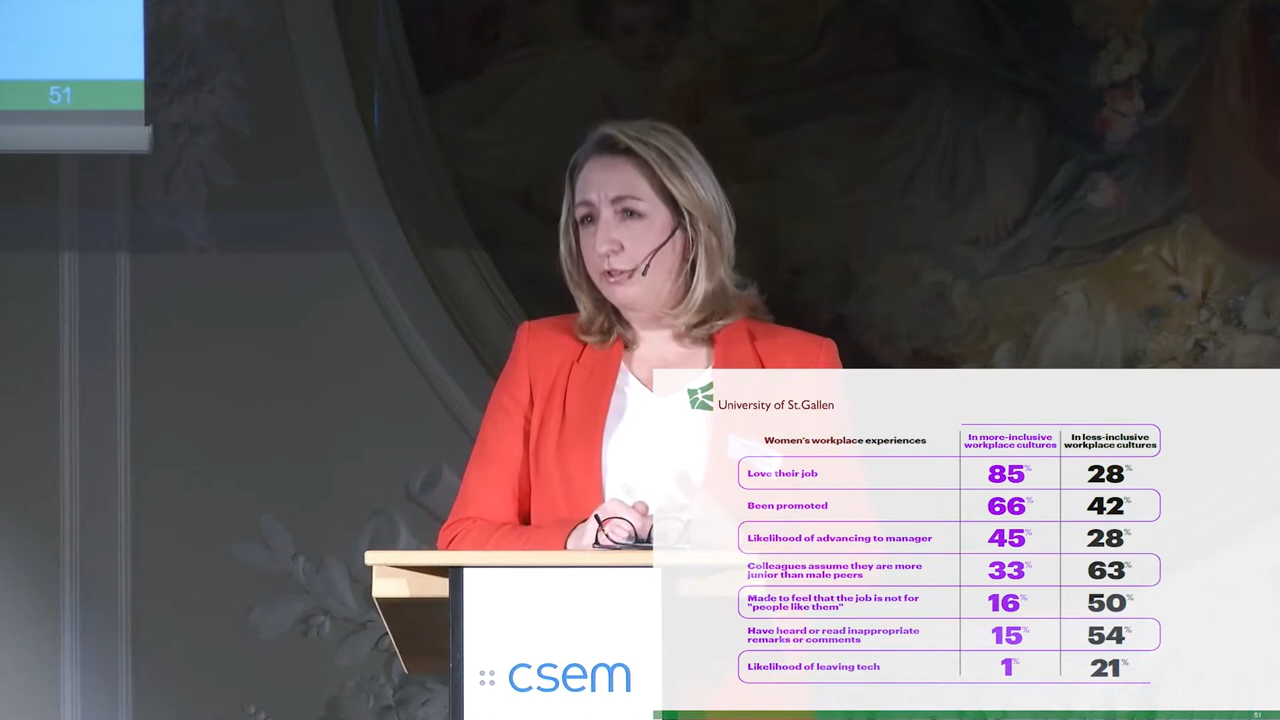 51
University of St.Gallen
Women's workplace experiences
In more-inclusive
workplace cultures
In less-inclusive
workplace cultures
Love their job 85% 28%
Been promoted 66% 42%
Likelihood of advancing to manager 45% 28%
Colleagues assume they are more
junior than male peers 33% 63%
Made to feel that the job is not for
"people like them" 16% 50%
Have heard or read inappropriate
remarks or comments 15% 54%
Likelihood of leaving tech 1% 21%
csem
51